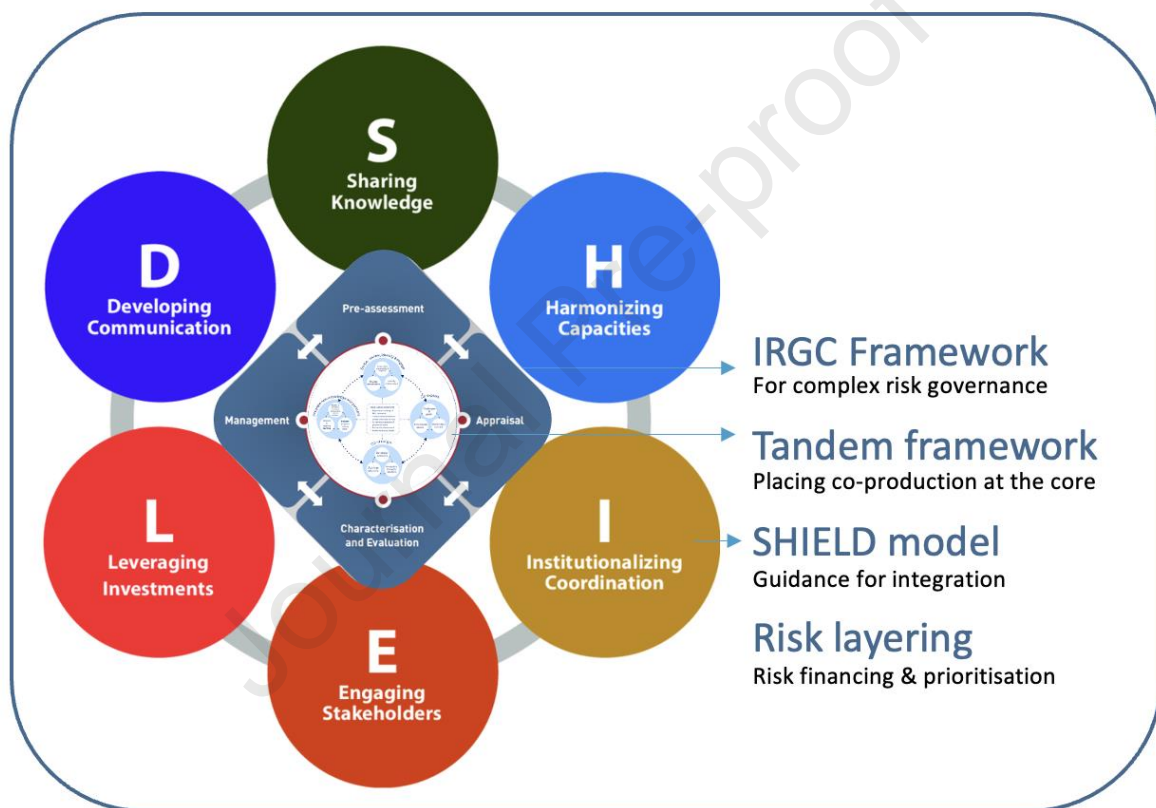 S
Sharing
Knowledge
D
Developing
Communication
H
Harmonizing
Capacities
Pre-assessment
Management
Appraisal
Characterisation
and Evaluation
L
Leveraging
Investments
I
Institutionalizing
Coordination
E
Engaging
Stakeholders
IRGC Framework
For complex risk governance
Tandem framework
Placing co-production at the core
SHIELD model
Guidance for integration
Risk layering
Risk financing & prioritisation
Journal Pre-proof